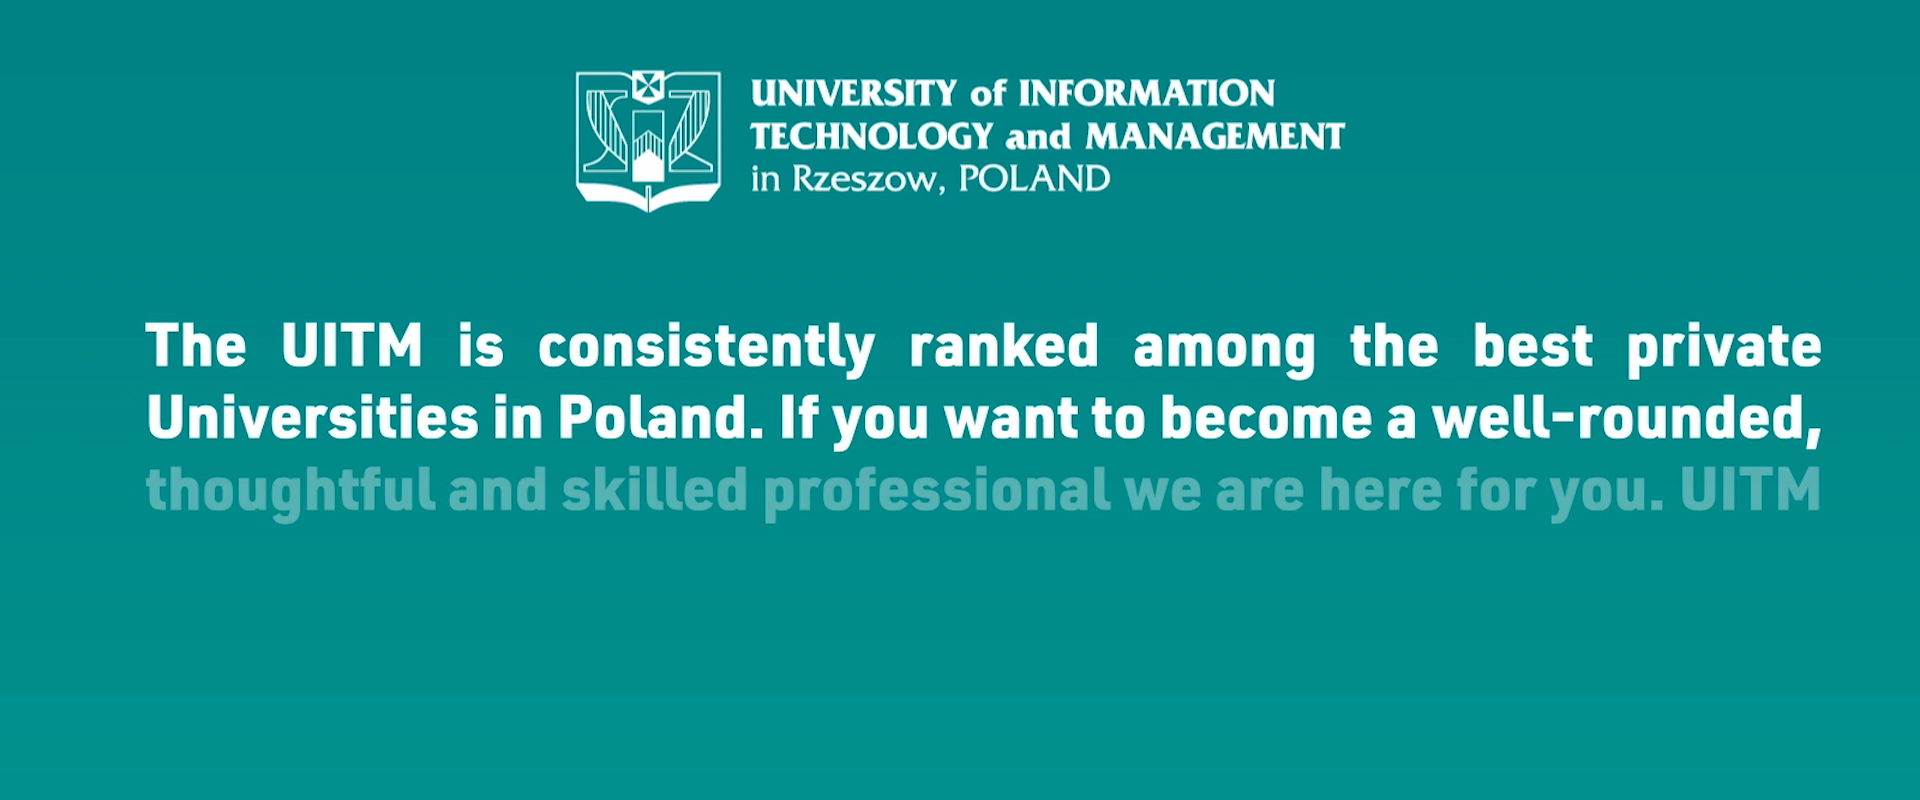 UNIVERSITY of INFORMATION
TECHNOLOGY and MANAGEMENT
in Rzeszow, POLAND
The UITM is consistently ranked among the best private
Universities in Poland. If you want to become a well-rounded,
thoughtful and skilled professional we are here for you. UITM